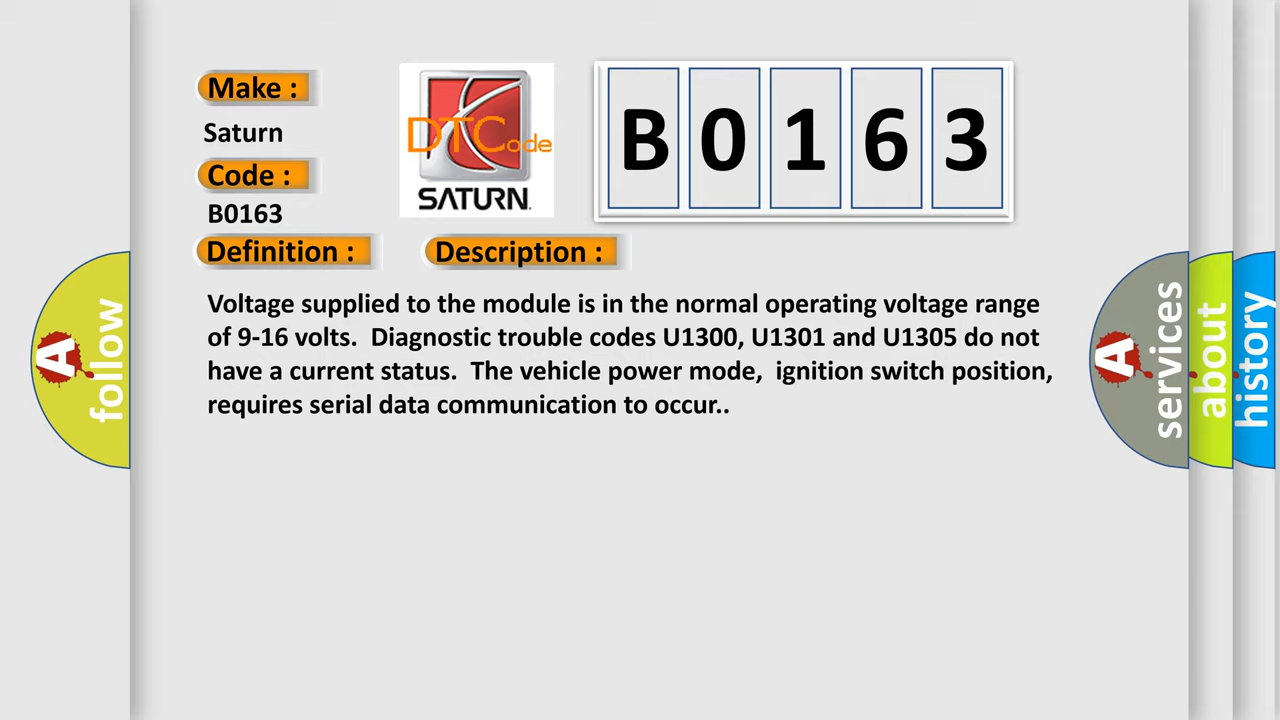 Make :
Saturn
Code :
B0163
Definition :
Description :
DTCode
SATURN
B0163
Voltage supplied to the module is in the normal operating voltage range
of 9-16 volts  Diagnostic trouble codes U1300, U1301 and U1305 do not
have a current status  The vehicle power mode,  ignition switch position,
requires serial data communication to occur..
A follow
A services
about
history